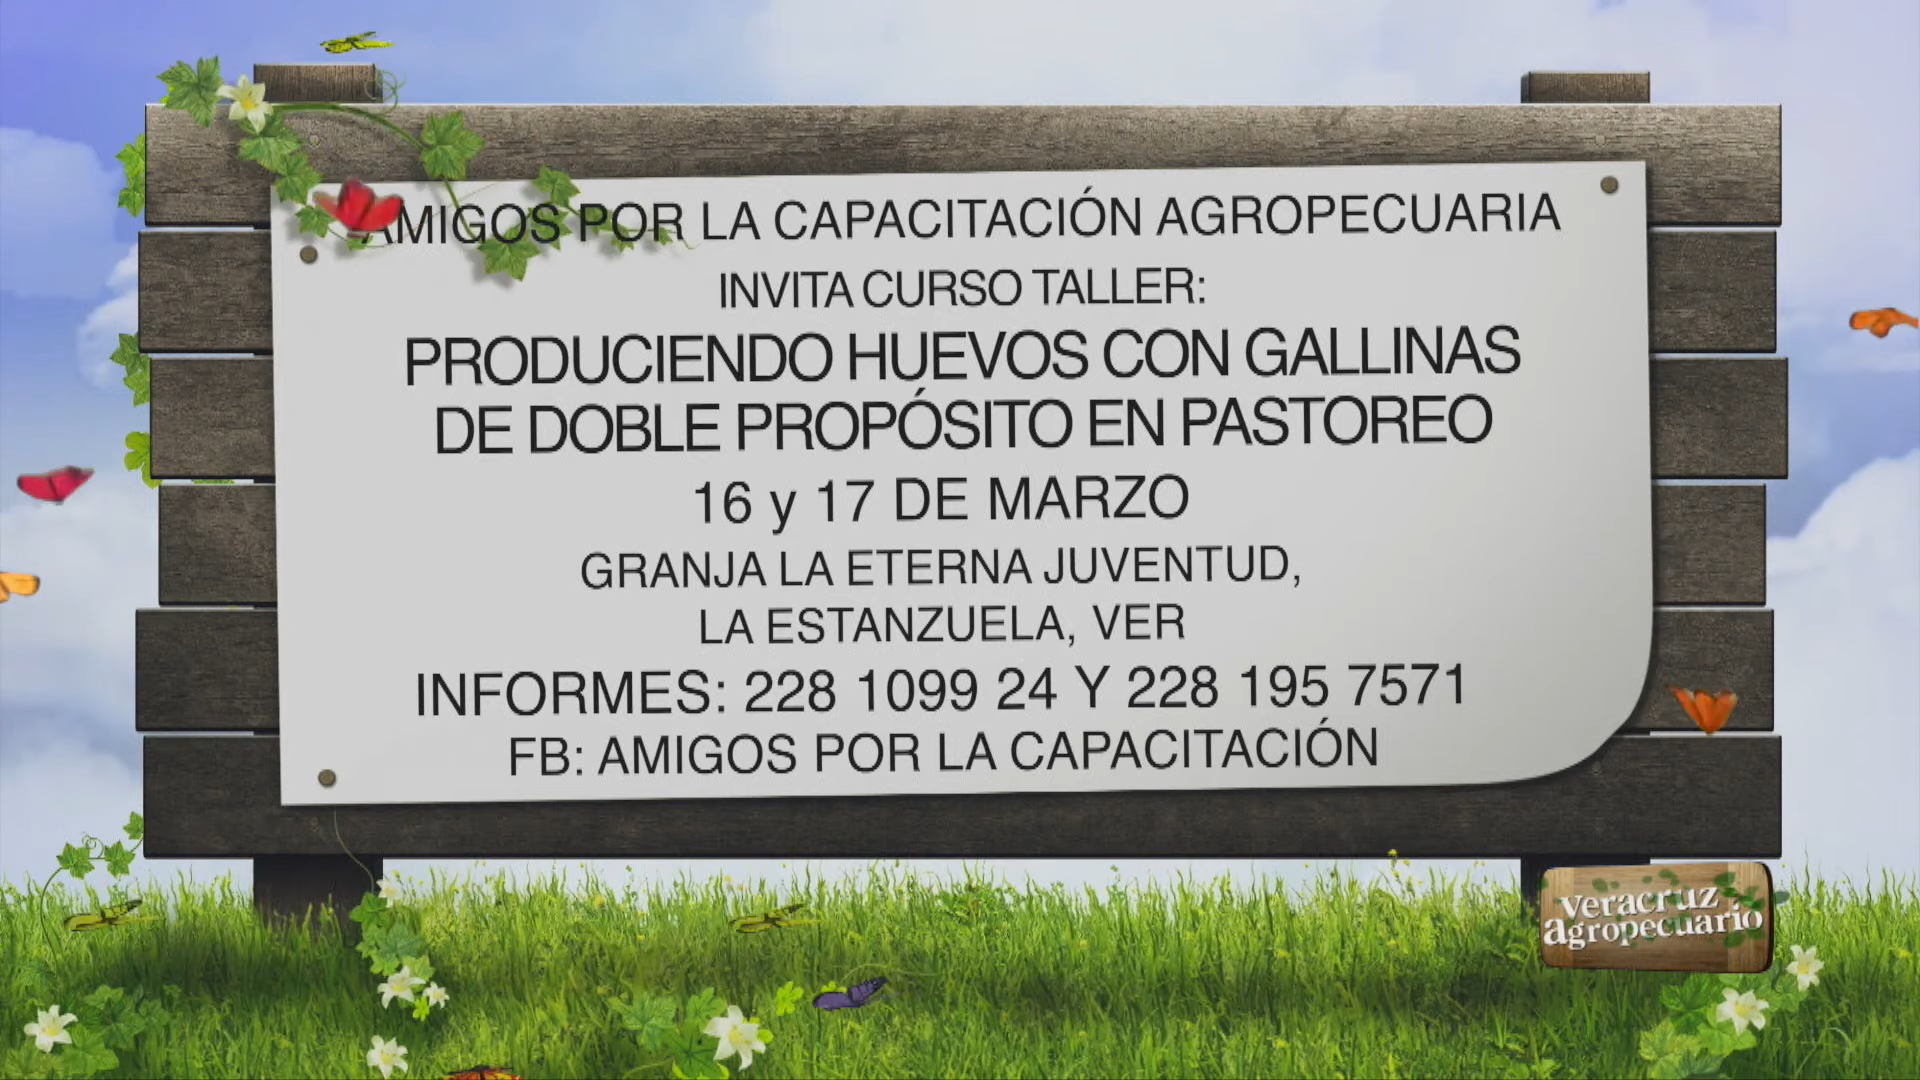 AMIGOS POR LA CAPACITACIÓN AGROPECUARIA
INVITA CURSO TALLER:
PRODUCIENDO HUEVOS CON GALLINAS
DE DOBLE PROPÓSITO EN PASTOREO
16 y 17 DE MARZO
GRANJA LA ETERNA JUVENTUD,
LA ESTANZUELA, VER
INFORMES: 228 1099 24 Y 228 195 7571
FB: AMIGOS POR LA CAPACITACIÓN
veracruz
agropecuario